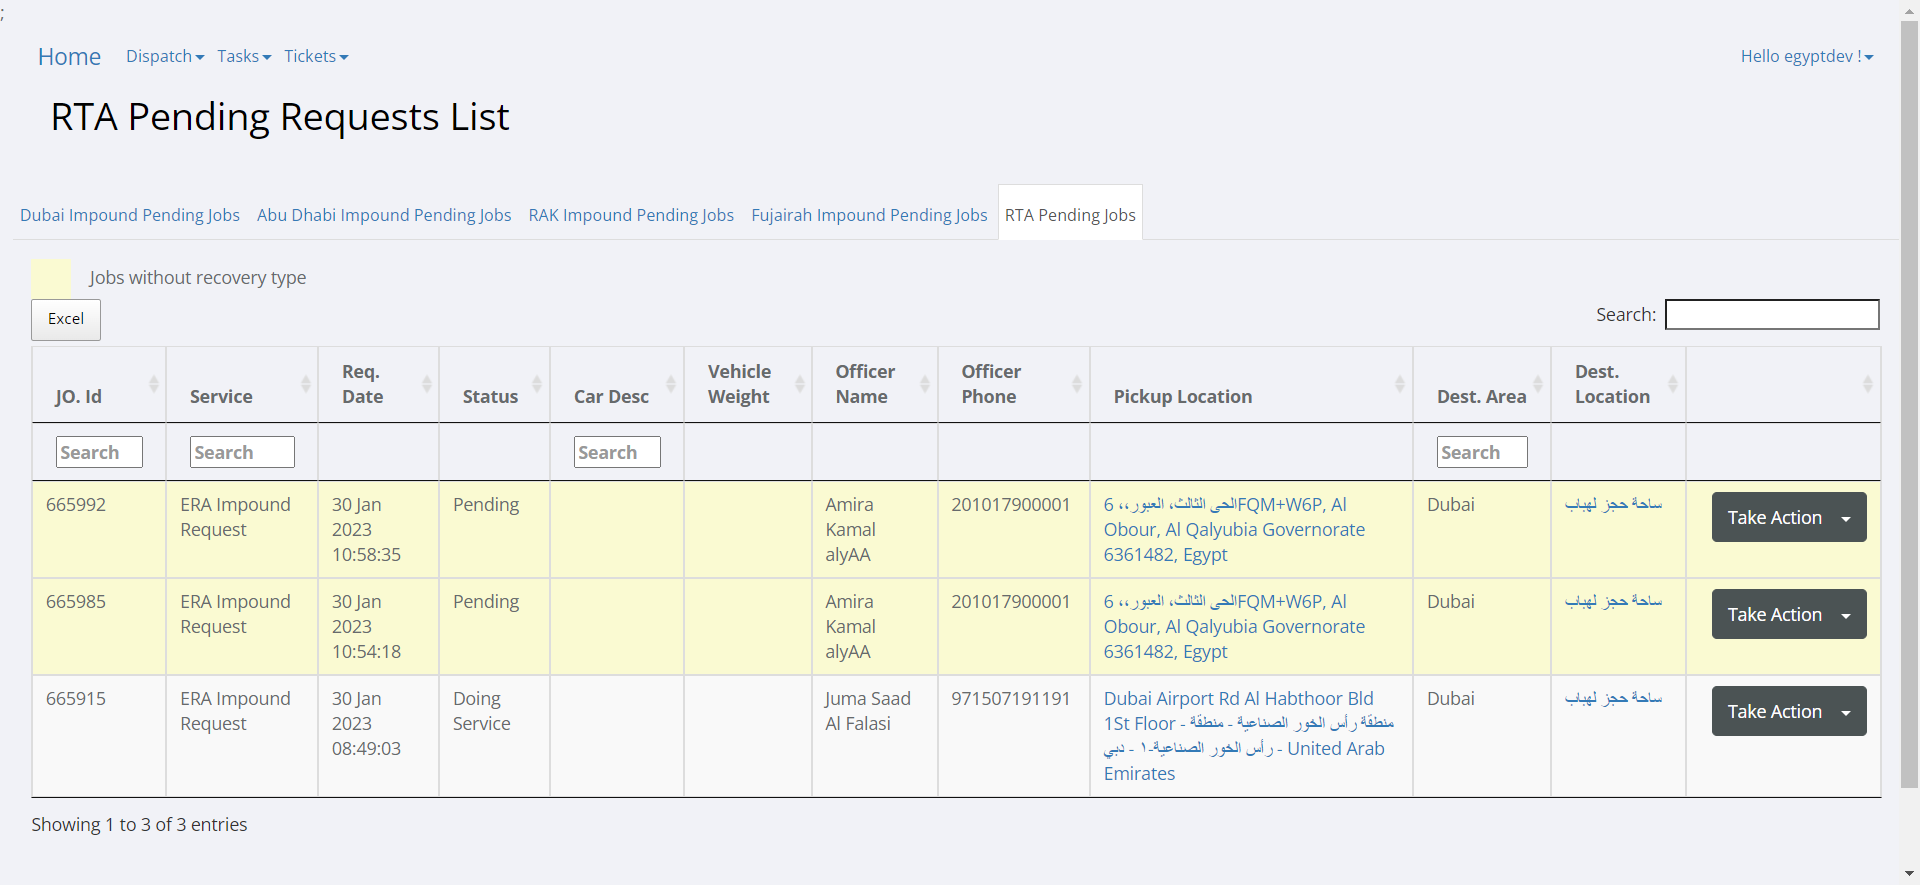 ;
Home Dispatch Tasks Tickets Hello egyptdev !
RTA Pending Requests List
Dubai Impound Pending Jobs Abu Dhabi Impound Pending Jobs RAK Impound Pending Jobs Fujairah Impound Pending Jobs RTA Pending Jobs
Jobs without recovery type
Excel Search:
JO. Id
Service
Req.
Date
Status
Car Desc
Vehicle
Weight
Officer
Name
Officer
Phone
Pickup Location
Dest. Area
Dest.
Location
Search Search Search Search
665992
ERA Impound
Request
30 Jan
2023
10:58:35
Pending
Amira
Kamal
alyAA
201017900001
6 الحى الثالث، العبور،،FQM+W6P, Al
Obour, Al Qalyubia Governorate
6361482, Egypt
Dubai
ساحة حجز لهباب
Take Action
665985
ERA Impound
Request
30 Jan
2023
10:54:18
Pending
Amira
Kamal
alyAA
201017900001
6 الحى الثالث، العبور،،FQM+W6P, Al
Obour, Al Qalyubia Governorate
6361482, Egypt
Dubai
ساحة حجز لهباب
Take Action
665915
ERA Impound
Request
30 Jan
2023
08:49:03
Doing
Service
Juma Saad
Al Falasi
971507191191
Dubai Airport Rd Al Habthoor Bld
1St Floor - منطقة رأس الخور الصناعية - منطقة
رأس الخور الصناعية-١ - دبي - United Arab
Emirates
Dubai
ساحة حجز لهباب
Take Action
Showing 1 to 3 of 3 entries